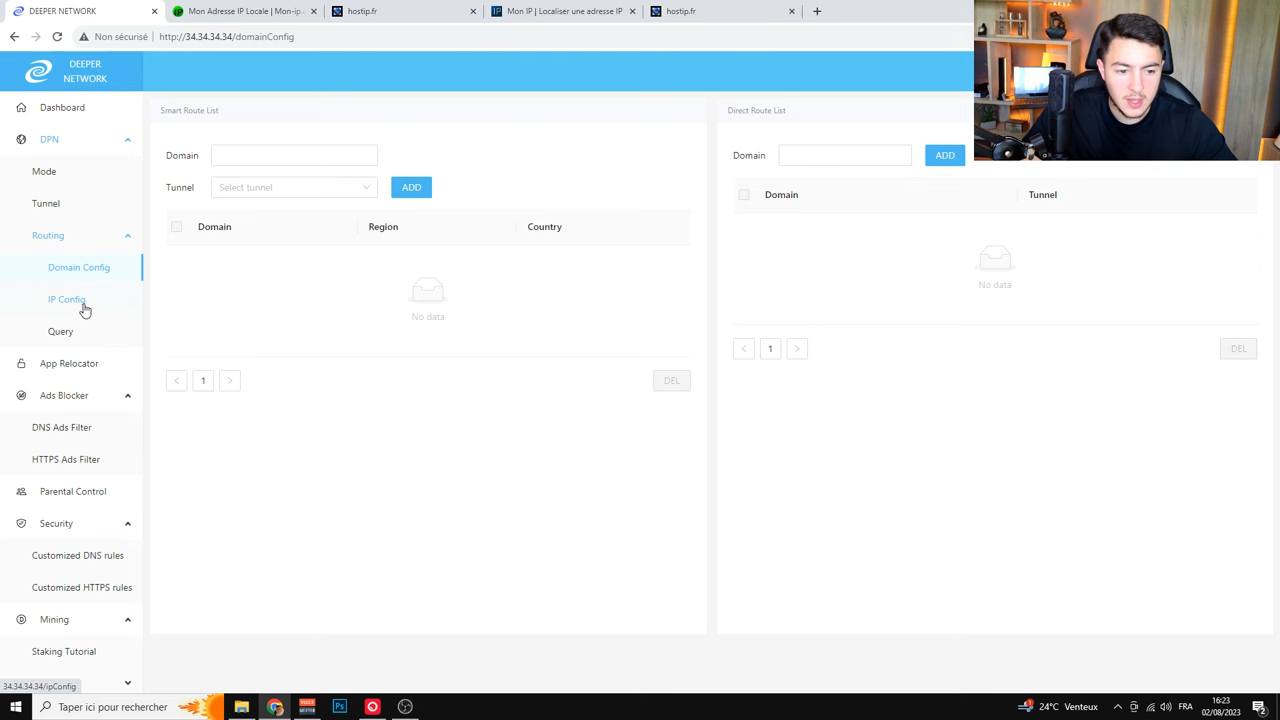 DEEPER NETWORK
Mon Adresse IP Locale | Mon-ip.
hostip.fr
Mon IP | Localiser une adresse IP
hostip.fr
Non sécurisé
http://34.34.34.34/domainConfig
DEEPER
NETWORK
Dashboard
DPN
Mode
Tunnel
Routing
Domain Config
IP Config
Query
App Relocator
Ads Blocker
DNS Ads Filter
HTTPS Ads Filter
Parental Control
Security
Customized DNS rules
Customized HTTPS rules
Mining
Staking Tutorial
34.34.34.34/ipConfig
Smart Route List
Domain
Tunnel
Select tunnel
ADD
Domain
Region
Country
No data
< 1 >
DEL
Direct Route List
Domain
ADD
Domain
Tunnel
No data
< 1 >
DEL
Taper ici pour rechercher
24°C Venteux
FRA
16:23
02/08/2023
2